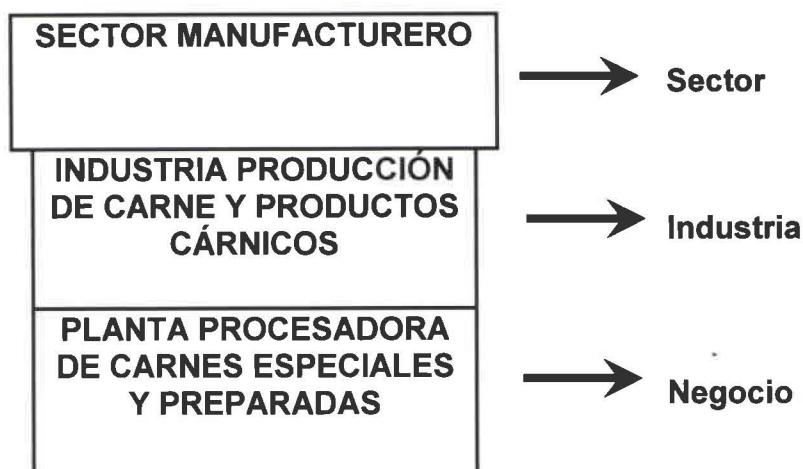 SECTOR MANUFACTURERO
Sector
INDUSTRIA PRODUCCIÓN
DE CARNE Y PRODUCTOS
CÁRNICOS
Industria
PLANTA PROCESADORA
DE CARNES ESPECIALES
Y PREPARADAS
Negocio